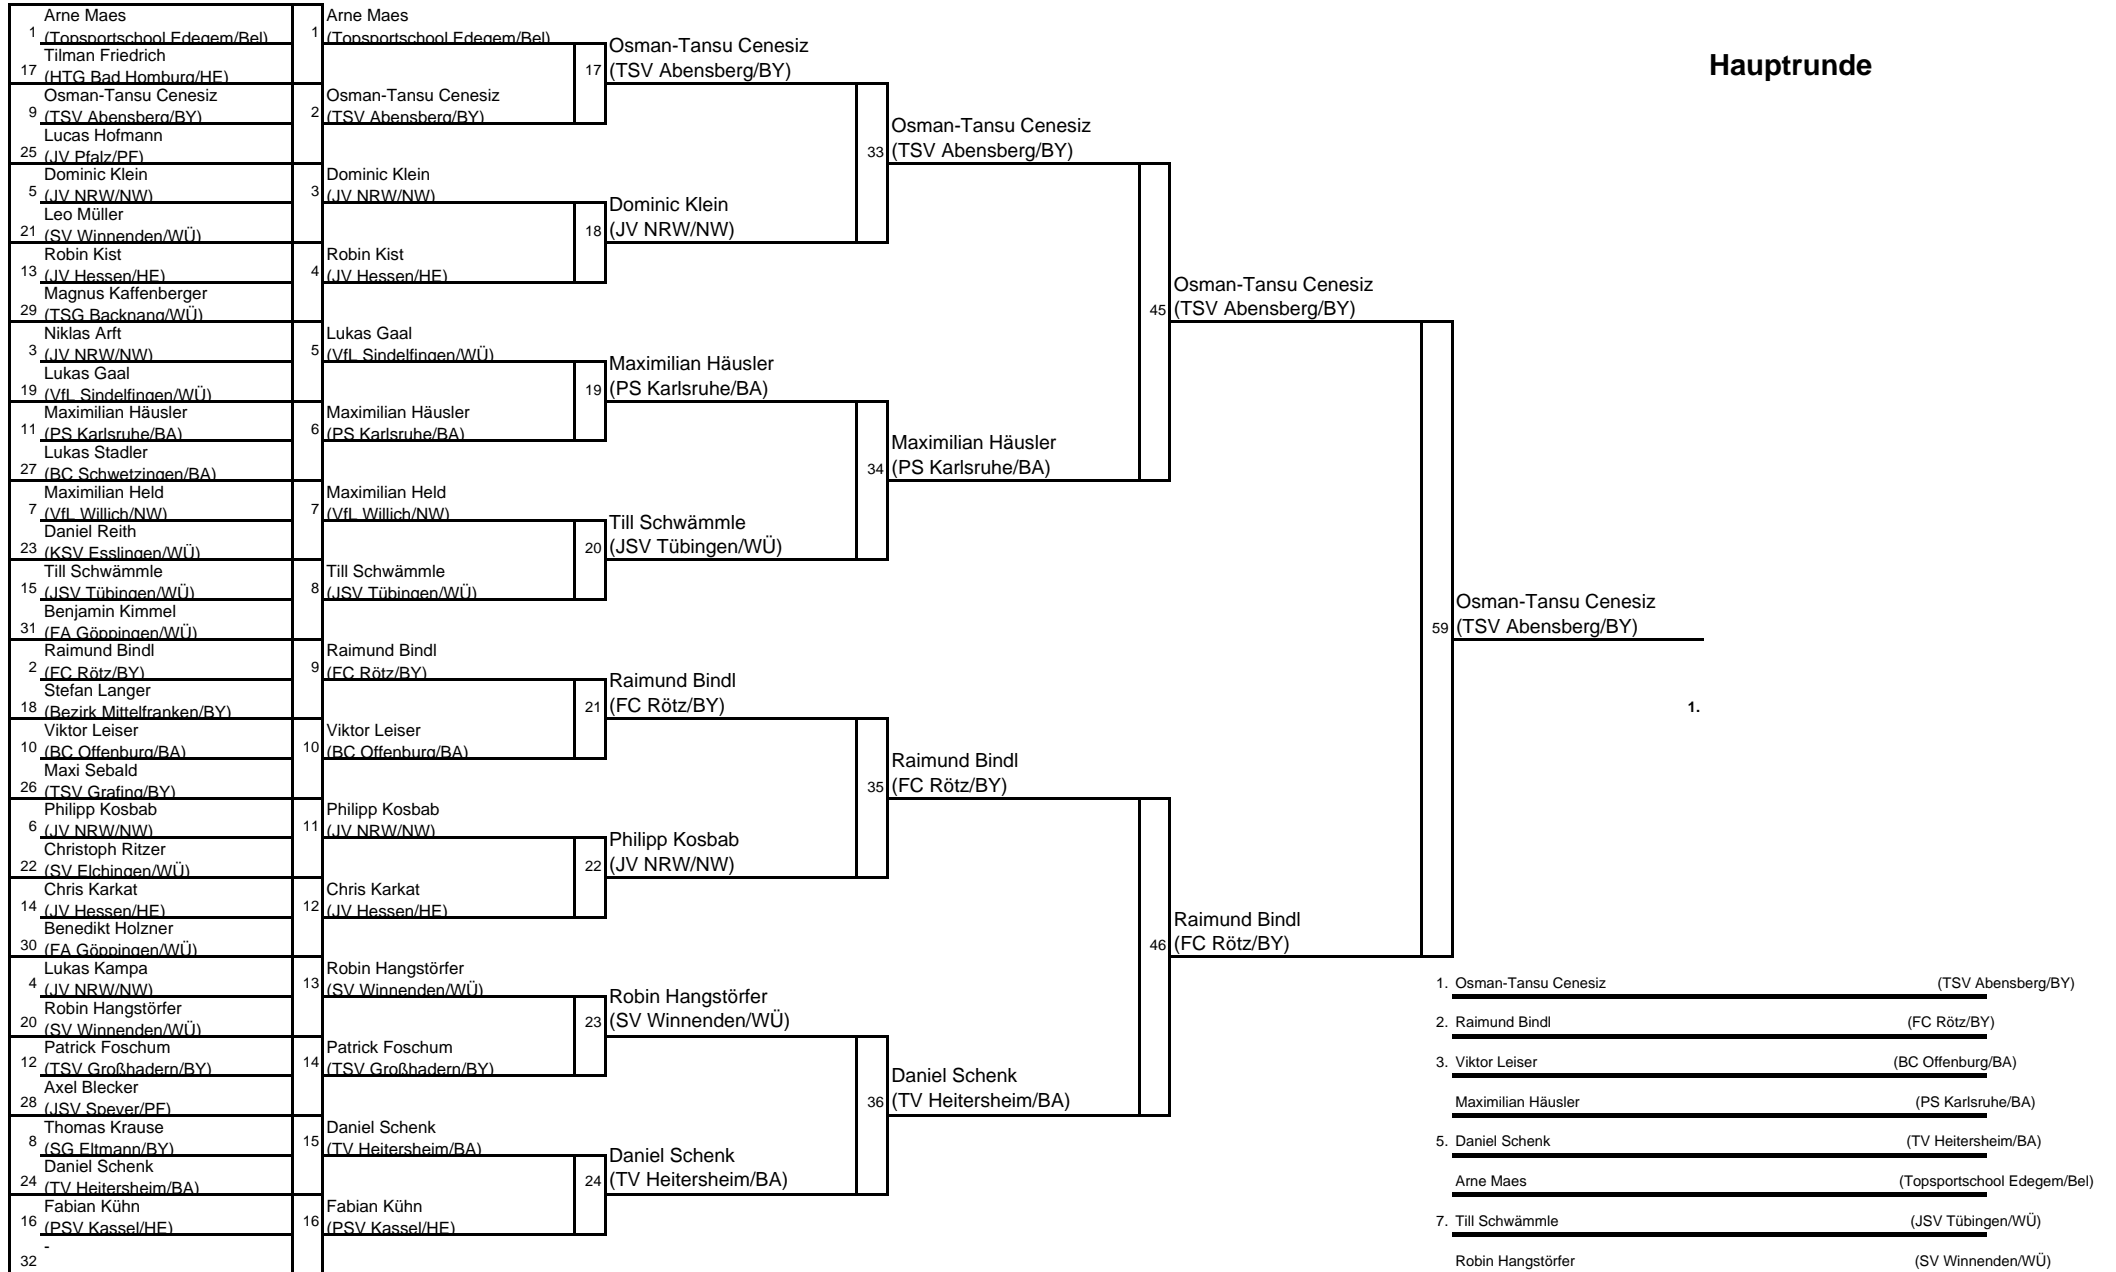 Hauptrunde
1 Arne Maes
(Topsportschool Edegem/Bel)
17 Tilman Friedrich
(HTG Bad Homburg/HE)
9 Osman-Tansu Cenesiz
(TSV Abensberg/BY)
25 Lucas Hofmann
(JV Pfalz/PF)
5 Dominic Klein
(JV NRW/NW)
21 Leo Müller
(SV Winnenden/WÜ)
13 Robin Kist
(JV Hessen/HE)
29 Magnus Kaffenberger
(TSG Backnang/WÜ)
3 Niklas Arft
(JV NRW/NW)
19 Lukas Gaal
(VfL Sindelfingen/WÜ)
11 Maximilian Häusler
(PS Karlsruhe/BA)
27 Lukas Stadler
(BC Schwetzingen/BA)
7 Maximilian Held
(VfL Willich/NW)
23 Daniel Reith
(KSV Esslingen/WÜ)
15 Till Schwämmle
(JSV Tübingen/WÜ)
31 Benjamin Kimmel
(FA Göppingen/WÜ)
2 Raimund Bindl
(FC Rötz/BY)
18 Stefan Langer
(Bezirk Mittelfranken/BY)
10 Viktor Leiser
(BC Offenburg/BA)
26 Maxi Sebald
(TSV Grafing/BY)
6 Philipp Kosbab
(JV NRW/NW)
22 Christoph Ritzer
(SV Elchingen/WÜ)
14 Chris Karkat
(JV Hessen/HE)
30 Benedikt Holzner
(FA Göppingen/WÜ)
4 Lukas Kampa
(JV NRW/NW)
20 Robin Hangstörfer
(SV Winnenden/WÜ)
12 Patrick Foschum
(TSV Großhadern/BY)
28 Axel Blecker
(JSV Speyer/PF)
8 Thomas Krause
(SG Eltmann/BY)
24 Daniel Schenk
(TV Heitersheim/BA)
16 Fabian Kühn
(PSV Kassel/HE)
32 -
1 Arne Maes
(Topsportschool Edegem/Bel)
2 Osman-Tansu Cenesiz
(TSV Abensberg/BY)
3 Dominic Klein
(JV NRW/NW)
4 Robin Kist
(JV Hessen/HE)
5 Lukas Gaal
(VfL Sindelfingen/WÜ)
6 Maximilian Häusler
(PS Karlsruhe/BA)
7 Maximilian Held
(VfL Willich/NW)
8 Till Schwämmle
(JSV Tübingen/WÜ)
9 Raimund Bindl
(FC Rötz/BY)
10 Viktor Leiser
(BC Offenburg/BA)
11 Philipp Kosbab
(JV NRW/NW)
12 Chris Karkat
(JV Hessen/HE)
13 Robin Hangstörfer
(SV Winnenden/WÜ)
14 Patrick Foschum
(TSV Großhadern/BY)
15 Daniel Schenk
(TV Heitersheim/BA)
16 Fabian Kühn
(PSV Kassel/HE)
Osman-Tansu Cenesiz
17 (TSV Abensberg/BY)
Dominic Klein
18 (JV NRW/NW)
Maximilian Häusler
19 (PS Karlsruhe/BA)
Till Schwämmle
20 (JSV Tübingen/WÜ)
Raimund Bindl
21 (FC Rötz/BY)
Philipp Kosbab
22 (JV NRW/NW)
Robin Hangstörfer
23 (SV Winnenden/WÜ)
Daniel Schenk
24 (TV Heitersheim/BA)
Osman-Tansu Cenesiz
33 (TSV Abensberg/BY)
Maximilian Häusler
34 (PS Karlsruhe/BA)
Raimund Bindl
35 (FC Rötz/BY)
Daniel Schenk
36 (TV Heitersheim/BA)
Osman-Tansu Cenesiz
45 (TSV Abensberg/BY)
Raimund Bindl
46 (FC Rötz/BY)
Osman-Tansu Cenesiz
59 (TSV Abensberg/BY)
1.
1. Osman-Tansu Cenesiz (TSV Abensberg/BY)
2. Raimund Bindl (FC Rötz/BY)
3. Viktor Leiser (BC Offenburg/BA)
Maximilian Häusler (PS Karlsruhe/BA)
5. Daniel Schenk (TV Heitersheim/BA)
Arne Maes (Topsportschool Edegem/Bel)
7. Till Schwämmle (JSV Tübingen/WÜ)
Robin Hangstörfer (SV Winnenden/WÜ)